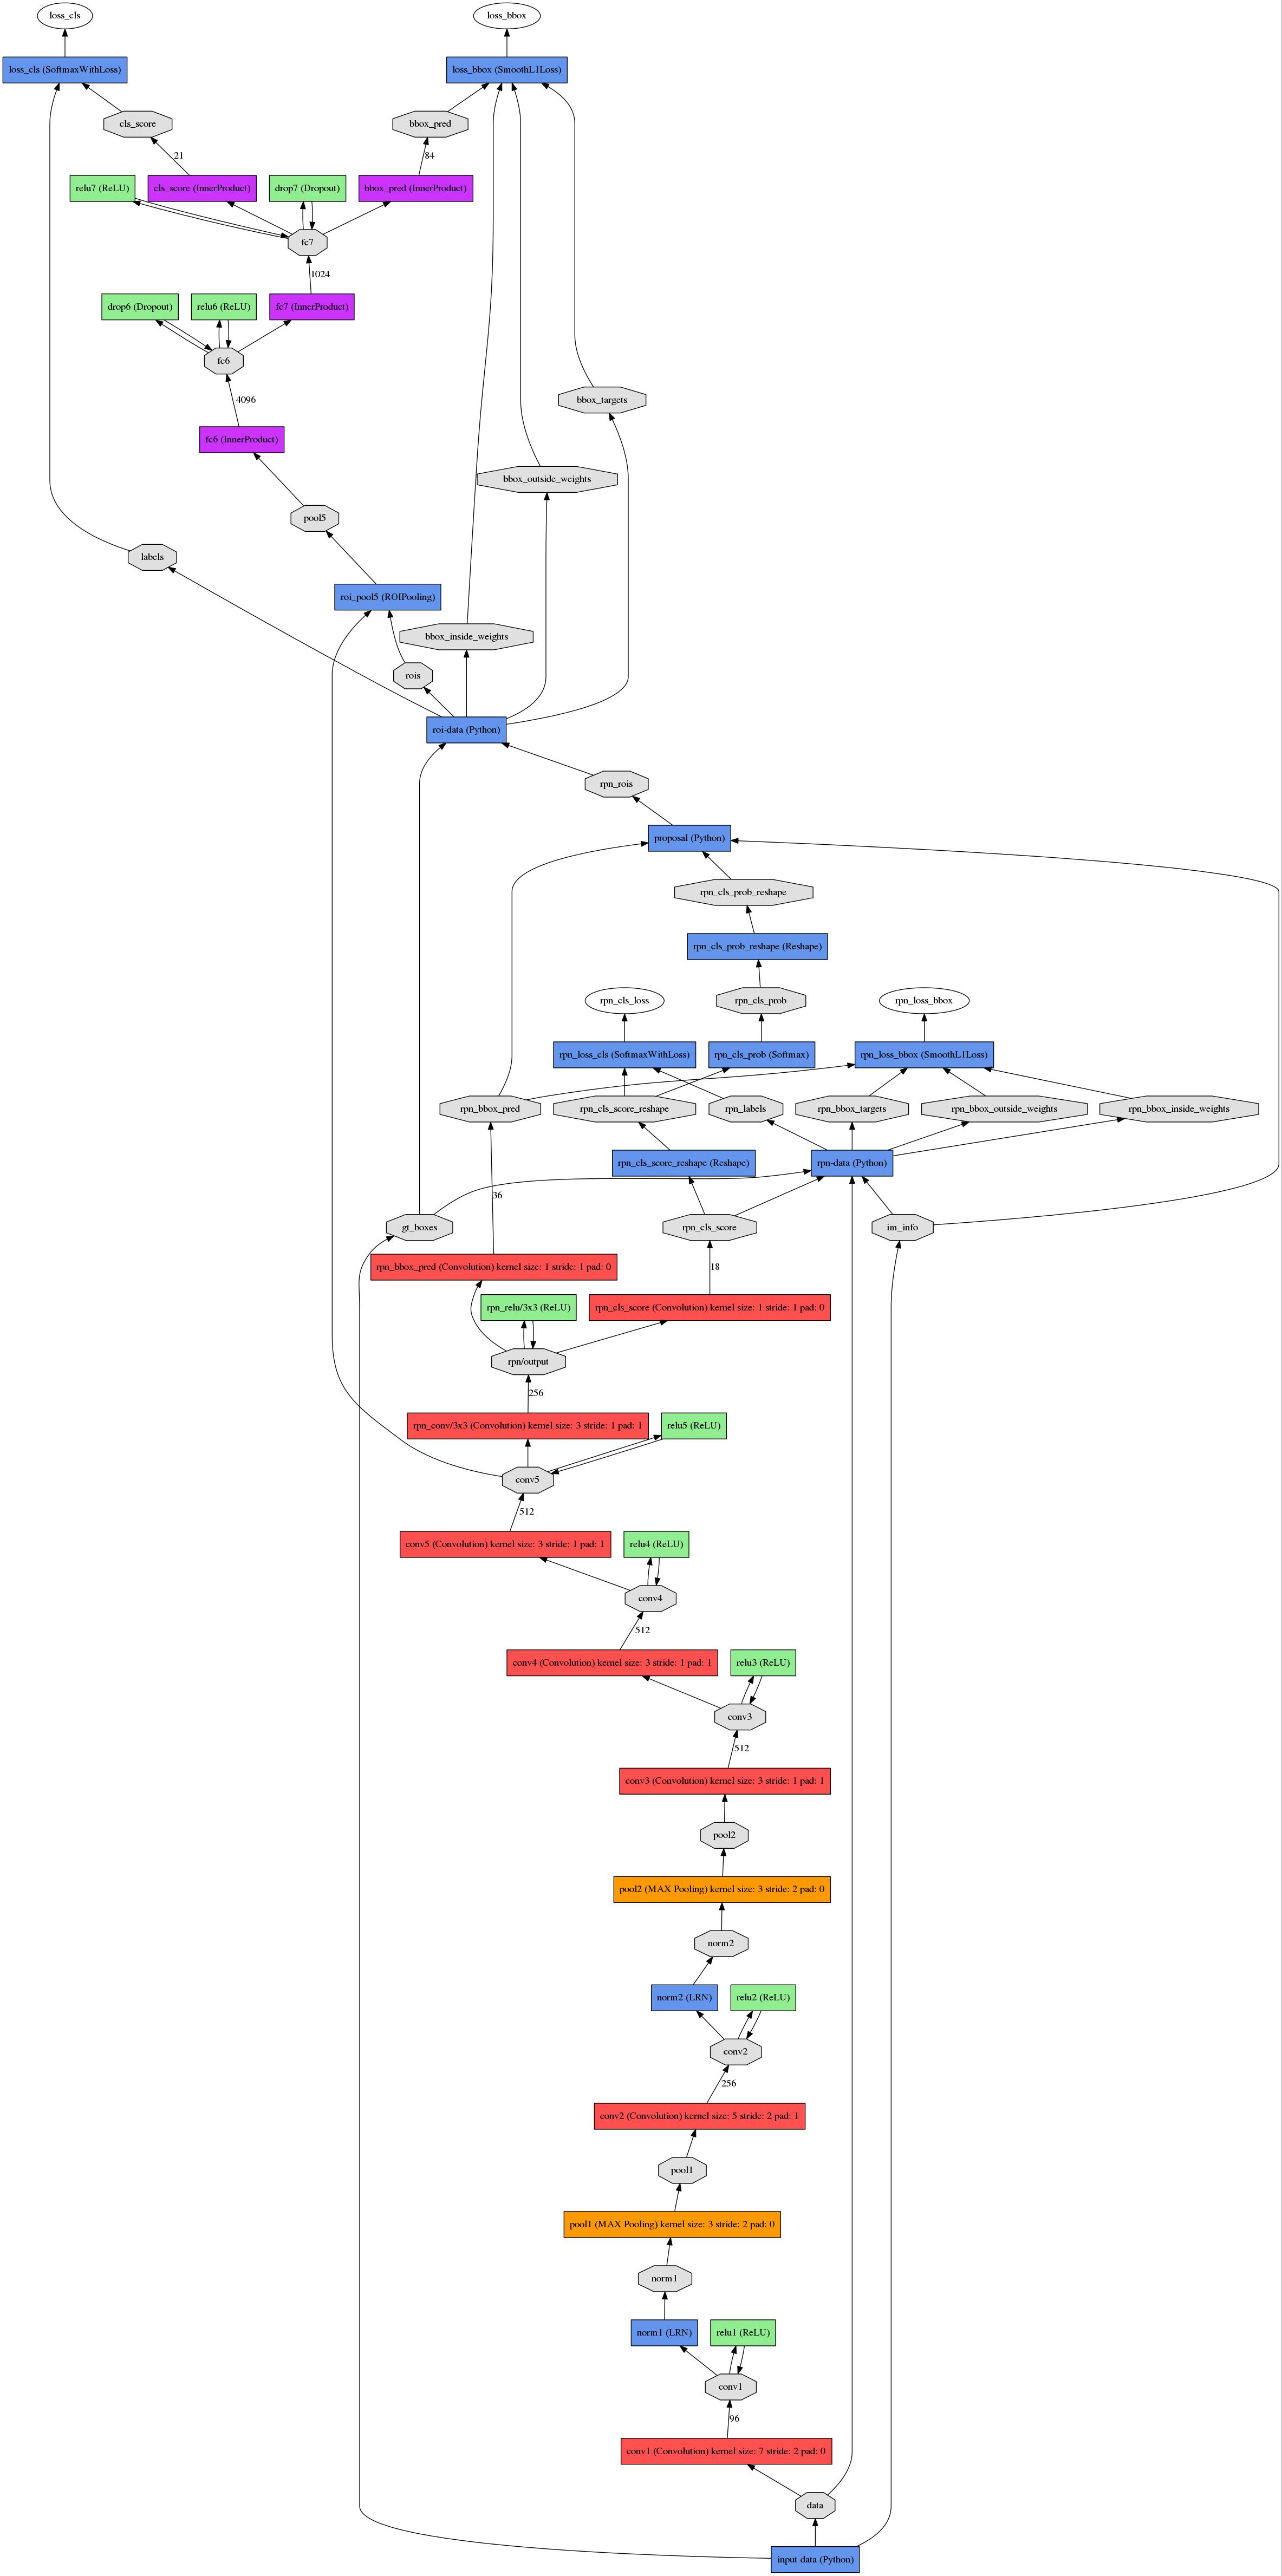 loss_cls
loss_bbox
loss_cls (SoftmaxWithLoss)
loss_bbox (SmoothL1Loss)
cls_score
bbox_pred
21
84
relu7 (ReLU)
cls_score (InnerProduct)
drop7 (Dropout)
bbox_pred (InnerProduct)
fc7
1024
drop6 (Dropout)
relu6 (ReLU)
fc7 (InnerProduct)
fc6
bbox_targets
4096
fc6 (InnerProduct)
bbox_outside_weights
pool5
labels
roi_pool5 (ROIPooling)
bbox_inside_weights
rois
roi-data (Python)
rpn_rois
proposal (Python)
rpn_cls_prob_reshape
rpn_cls_prob_reshape (Reshape)
rpn_cls_loss
rpn_cls_prob
rpn_loss_bbox
rpn_loss_cls (SoftmaxWithLoss)
rpn_cls_prob (Softmax)
rpn_loss_bbox (SmoothL1Loss)
rpn_bbox_pred
rpn_cls_score_reshape
rpn_labels
rpn_bbox_targets
rpn_bbox_outside_weights
rpn_bbox_inside_weights
rpn_cls_score_reshape (Reshape)
rpn-data (Python)
36
gt_boxes
rpn_cls_score
im_info
rpn_bbox_pred (Convolution) kernel size: 1 stride: 1 pad: 0
18
rpn_relu/3x3 (ReLU)
rpn_cls_score (Convolution) kernel size: 1 stride: 1 pad: 0
rpn/output
256
rpn_conv/3x3 (Convolution) kernel size: 3 stride: 1 pad: 1
relu5 (ReLU)
conv5
512
conv5 (Convolution) kernel size: 3 stride: 1 pad: 1
relu4 (ReLU)
conv4
512
conv4 (Convolution) kernel size: 3 stride: 1 pad: 1
relu3 (ReLU)
conv3
512
conv3 (Convolution) kernel size: 3 stride: 1 pad: 1
pool2
pool2 (MAX Pooling) kernel size: 3 stride: 2 pad: 0
norm2
norm2 (LRN)
relu2 (ReLU)
conv2
256
conv2 (Convolution) kernel size: 5 stride: 2 pad: 1
pool1
pool1 (MAX Pooling) kernel size: 3 stride: 2 pad: 0
norm1
norm1 (LRN)
relu1 (ReLU)
conv1
96
conv1 (Convolution) kernel size: 7 stride: 2 pad: 0
data
input-data (Python)